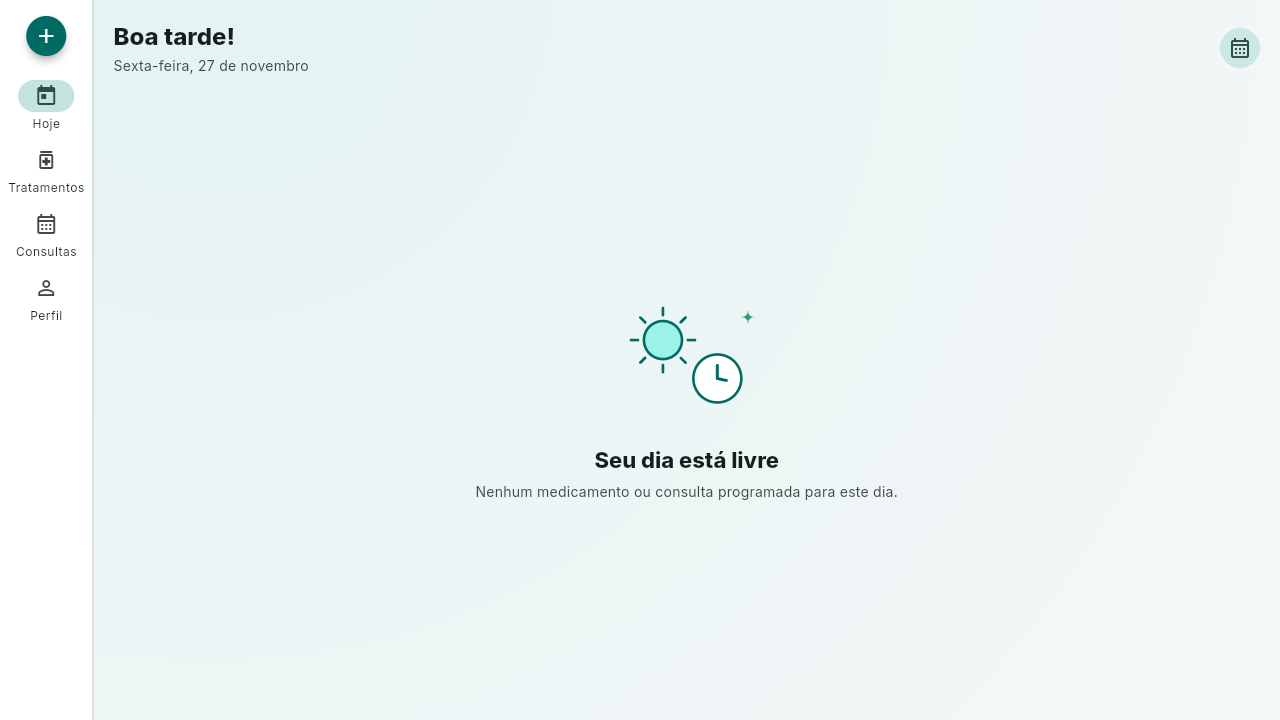 Boa tarde!
Sexta-feira, 27 de novembro
Hoje
Tratamentos
Consultas
Perfil
Seu dia está livre
Nenhum medicamento ou consulta programada para este dia.